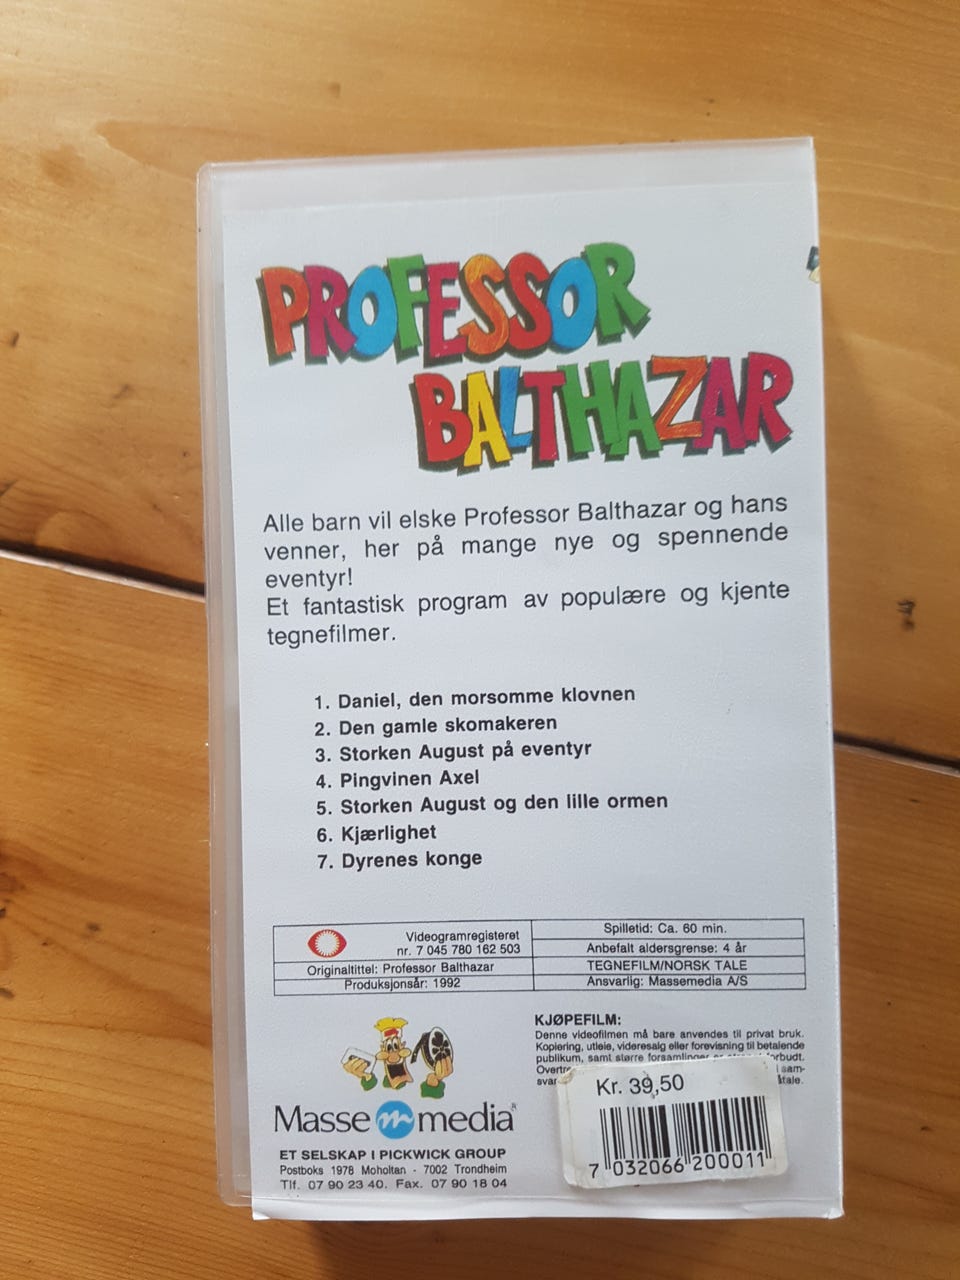 PROFESSOR
BALTHAZAR
Alle barn vil elske Professor Balthazar og hans
venner, her på mange nye og spennende
eventyr!
Et fantastisk program av populære og kjente
tegnefilmer.
1. Daniel, den morsomme klovnen
2. Den gamle skomakeren
3. Storken August på eventyr
4. Pingvinen Axel
5. Storken August og den lille ormen
6. Kjærlighet
7. Dyrenes konge
Videogramregisteret
nr. 7 045 780 162 503
Originaltittel: Professor Balthazar
Produksjonsår: 1992
Spilletid: Ca. 60 min.
Anbefalt aldersgrense: 4 år
TEGNEFILM/NORSK TALE
Ansvarlig: Massemedia A/S
Masse m media
ET SELSKAP I PICKWICK GROUP
Postboks 1978 Moholtan - 7002 Trondheim
Tlf. 07 90 23 40. Fax. 07 90 18 04
KJØPEFILM:
Denne videofilmen må bare anvendes til privat bruk.
Kopiering, utleie, videresalg eller forevisning til betalende
publikum, samt større
Kr. 39,50
7 032066 200011